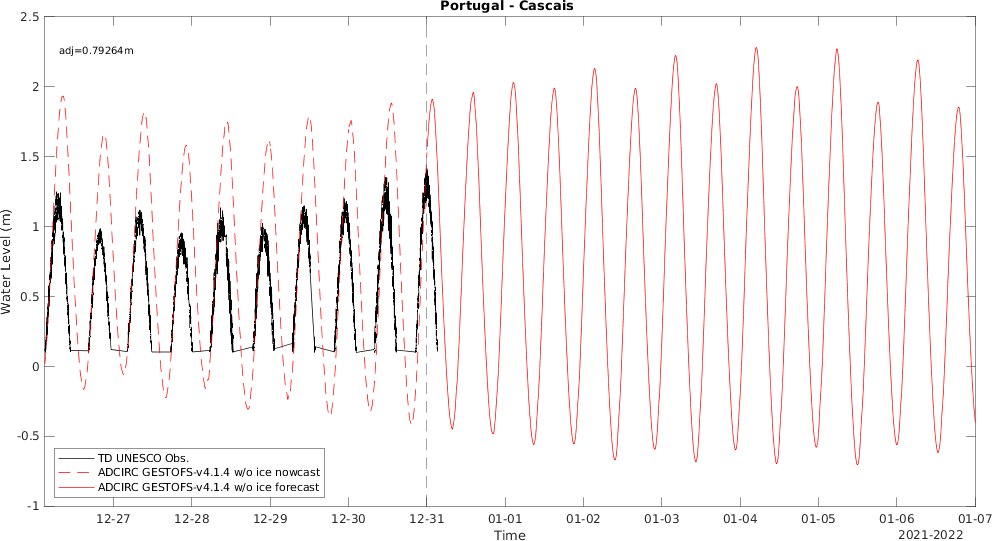 Portugal - Cascais
adj=0.79264m
Water Level (m)
2.5
2
1.5
1
0.5
0
-0.5
-1
TD UNESCO Obs.
ADCIRC GESTOFS-v4.1.4 w/o ice nowcast
ADCIRC GESTOFS-v4.1.4 w/o ice forecast
12-27 12-28 12-29 12-30 12-31 01-01 01-02 01-03 01-04 01-05 01-06 01-07
Time
2021-2022